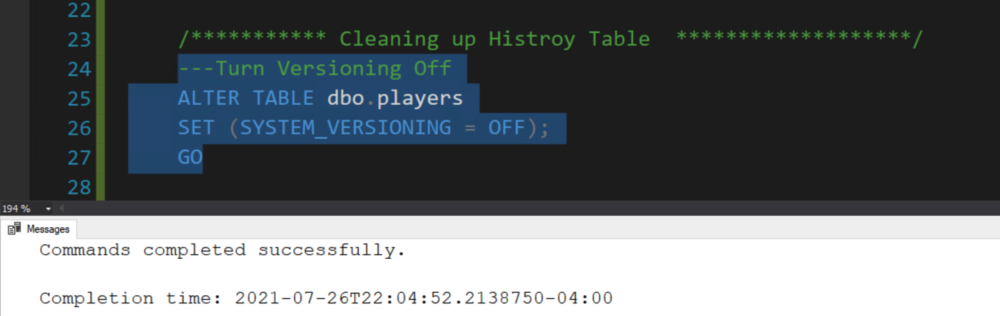 22
23 /*********** Cleaning up Histroy Table  *******************/
24 ---Turn Versioning Off
25 ALTER TABLE dbo.players
26 SET (SYSTEM_VERSIONING = OFF);
27 GO
28
194 %
Messages
Commands completed successfully.
Completion time: 2021-07-26T22:04:52.2138750-04:00